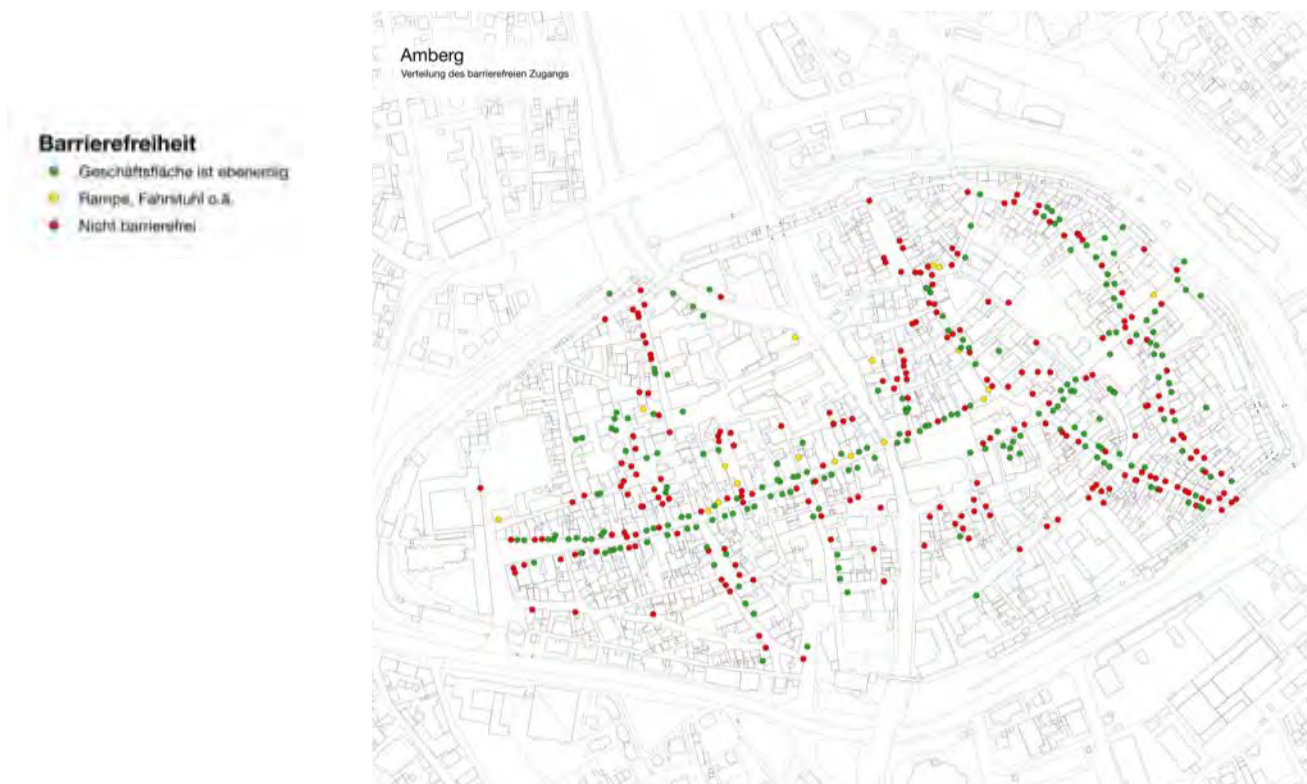 Amberg
Verteilung des barrierefreien Zugangs
Barrierefreiheit
Geschäftsfläche ist ebenerdig
Rampe, Fahrstuhl o.ä.
Nicht barrierefrei